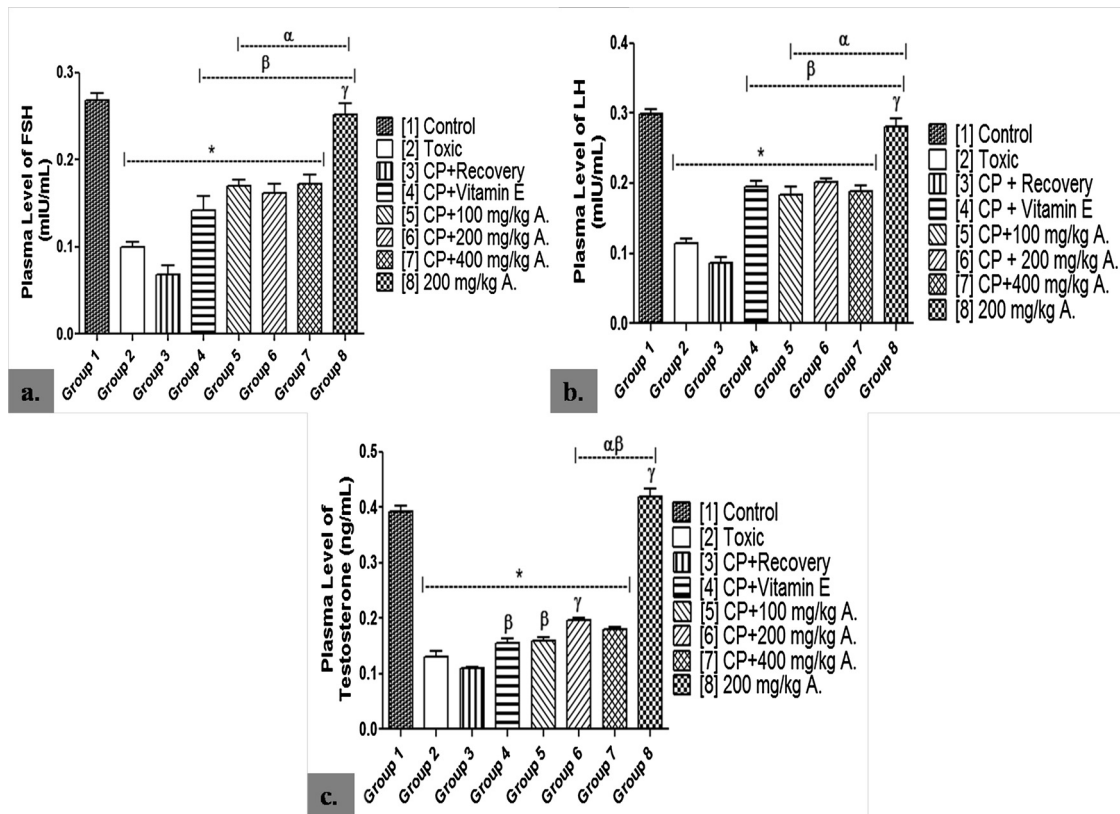 α
β
γ
0.3
0.2
0.1
0.0
*
Plasma Level of FSH
(mIU/mL)
[1] Control
[2] Toxic
[3] CP+Recovery
[4] CP+Vitamin E
[5] CP+100 mg/kg A.
[6] CP+200 mg/kg A.
[7] CP+400 mg/kg A.
[8] 200 mg/kg A.
Group 1
Group 2
Group 3
Group 4
Group 5
Group 6
Group 7
Group 8
a.
α
β
γ
0.4
0.3
0.2
0.1
0.0
*
Plasma Level of LH
(mIU/mL)
[1] Control
[2] Toxic
[3] CP + Recovery
[4] CP + Vitamin E
[5] CP+100 mg/kg A.
[6] CP + 200 mg/kg A.
[7] CP+400 mg/kg A.
[8] 200 mg/kg A.
Group 1
Group 2
Group 3
Group 4
Group 5
Group 6
Group 7
Group 8
b.
αβ
γ
0.5
0.4
0.3
0.2
0.1
0.0
*
β
β
γ
Plasma Level of
Testosterone (ng/mL)
[1] Control
[2] Toxic
[3] CP+Recovery
[4] CP+Vitamin E
[5] CP+100 mg/kg A.
[6] CP+200 mg/kg A.
[7] CP+400 mg/kg A.
[8] 200 mg/kg A.
Group 1
Group 2
Group 3
Group 4
Group 5
Group 6
Group 7
Group 8
c.